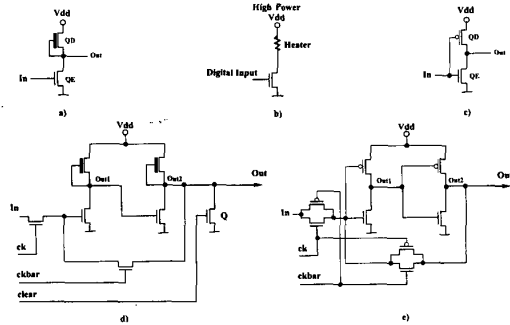 Vdd
QD
Out
In
QE
a)
High Power
Vdd
Heater
Digital Input
b)
Vdd
QD
Out
In
QE
c)
Vdd
Out
Out1
Out2
In
Q
ck
ckbar
clear
d)
Vdd
Ou
Out1
Out2
In
ck
ckbar
e)